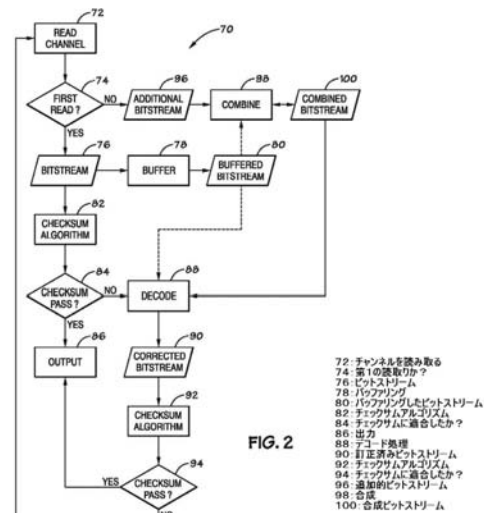 70
72
READ
CHANNEL
74
FIRST
READ ?
NO
YES
96
ADDITIONAL
BITSTREAM
98
COMBINE
100
COMBINED
BITSTREAM
76
BITSTREAM
78
BUFFER
80
BUFFERED
BITSTREAM
82
CHECKSUM
ALGORITHM
84
CHECKSUM
PASS ?
NO
YES
88
DECODE
86
OUTPUT
90
CORRECTED
BITSTREAM
92
CHECKSUM
ALGORITHM
94
CHECKSUM
PASS ?
YES
FIG. 2
72:チャンネルを読み取る
74:第1の読取りか?
76:ビットストリーム
78:バッファリング
80:バッファリングしたビットストリーム
82:チェックサムアルゴリズム
84:チェックサムに適合したか?
86:出力
88:デコード処理
90:訂正済みビットストリーム
92:チェックサムアルゴリズム
94:チェックサムに適合したか?
96:追加的ビットストリーム
98:合成
100:合成ビットストリーム